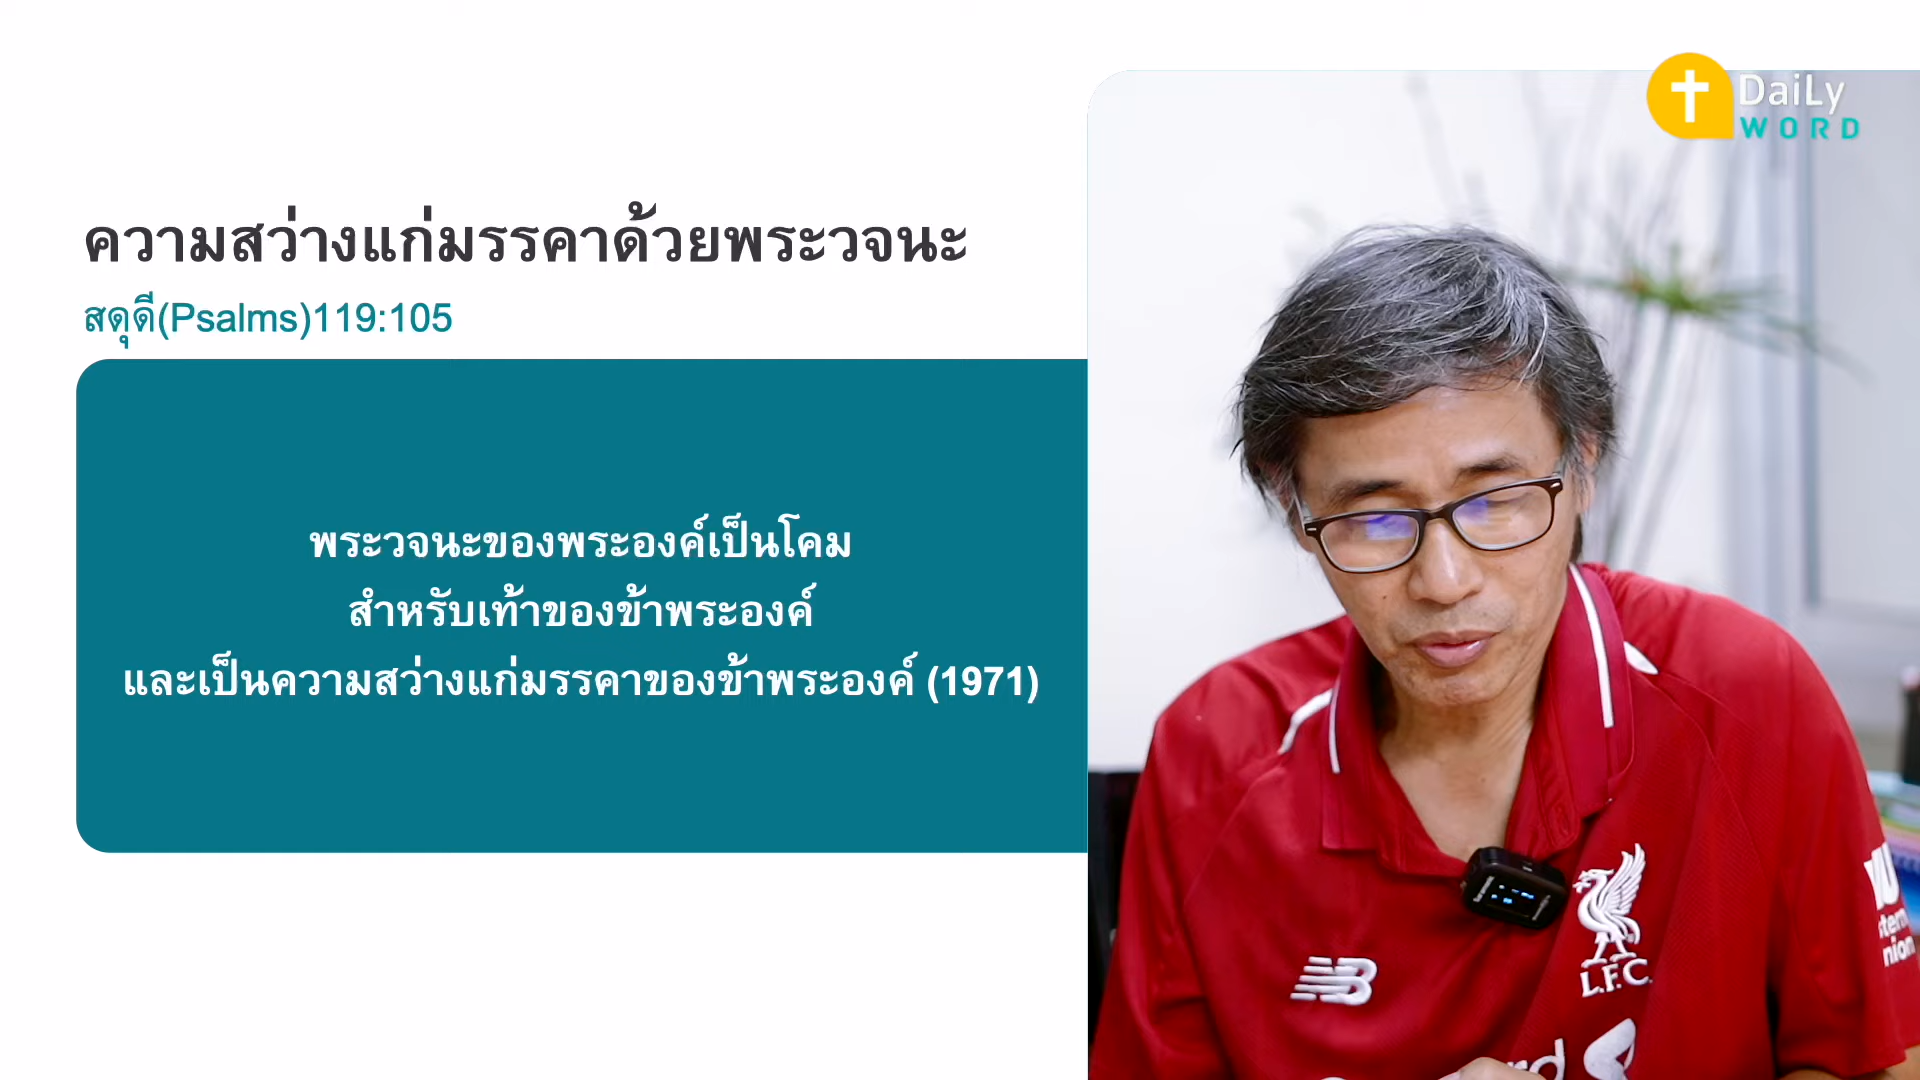 DaiLy
WORD
ความสว่างแก่มรรคาด้วยพระวจนะ
สดุดี(Psalms)119:105
พระวจนะของพระองค์เป็นโคม
สำหรับเท้าของข้าพระองค์
และเป็นความสว่างแก่มรรคาของข้าพระองค์ (1971)
L.F.C.